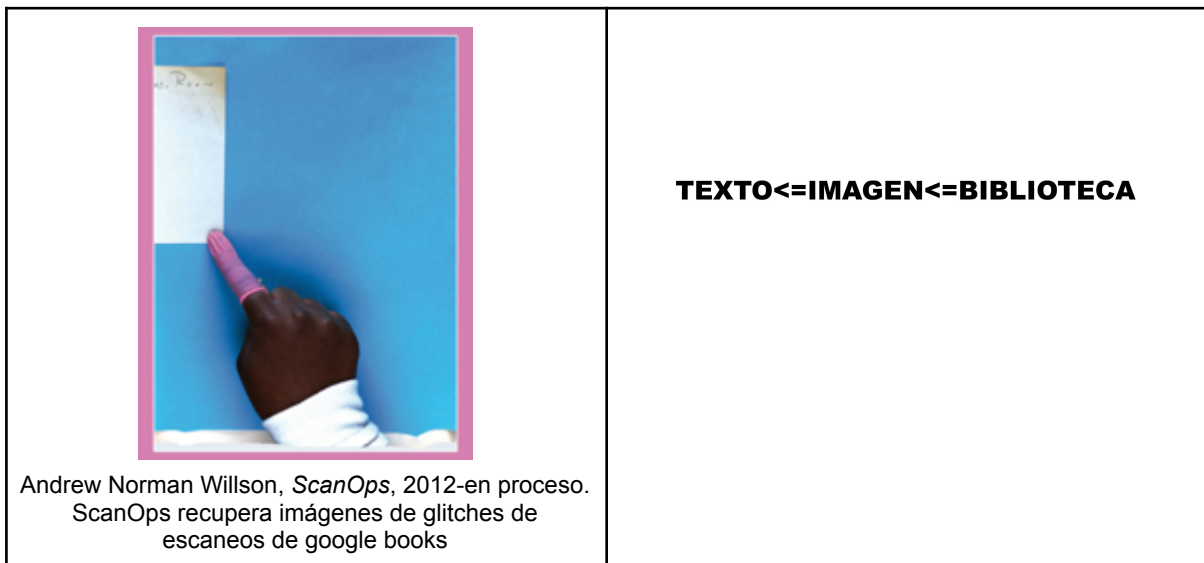 Room
TEXTO<=IMAGEN<=BIBLIOTECA
Andrew Norman Willson, ScanOps, 2012-en proceso.
ScanOps recupera imágenes de glitches de
escaneos de google books